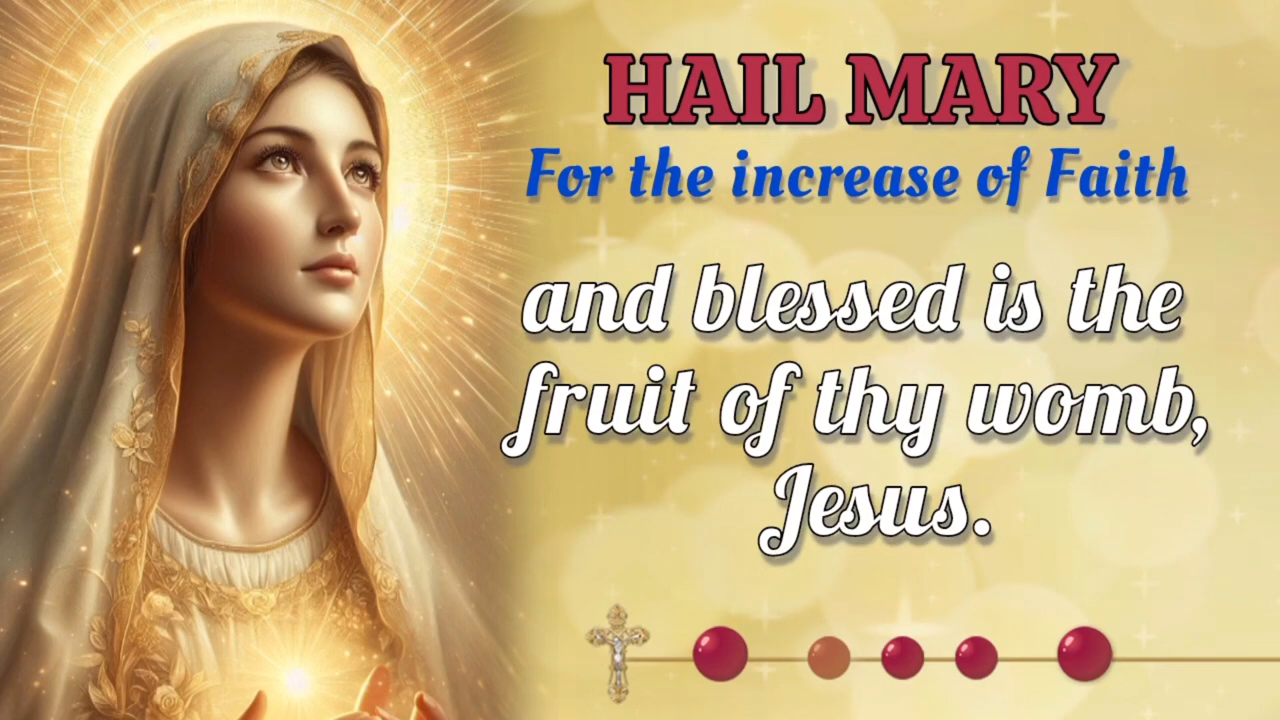 HAIL MARY
For the increase of Faith
and blessed is the
fruit of thy womb,
Jesus.